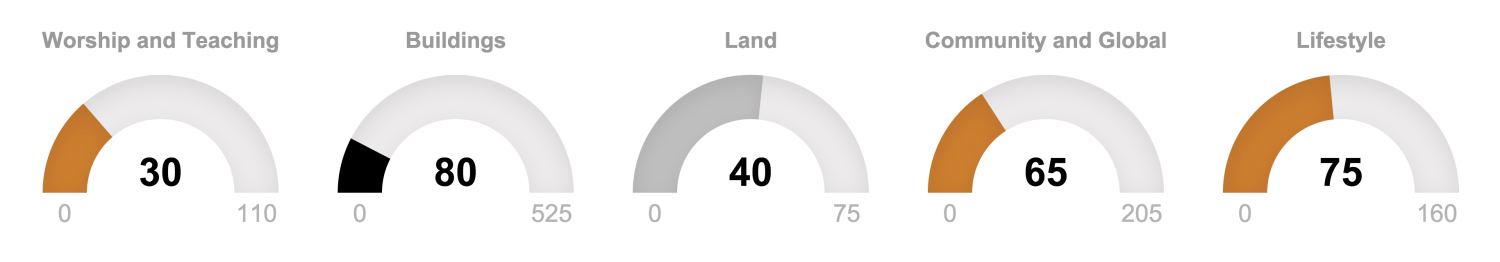 Worship and Teaching
30
0 110
Buildings
80
0 525
Land
40
0 75
Community and Global
65
0 205
Lifestyle
75
0 160